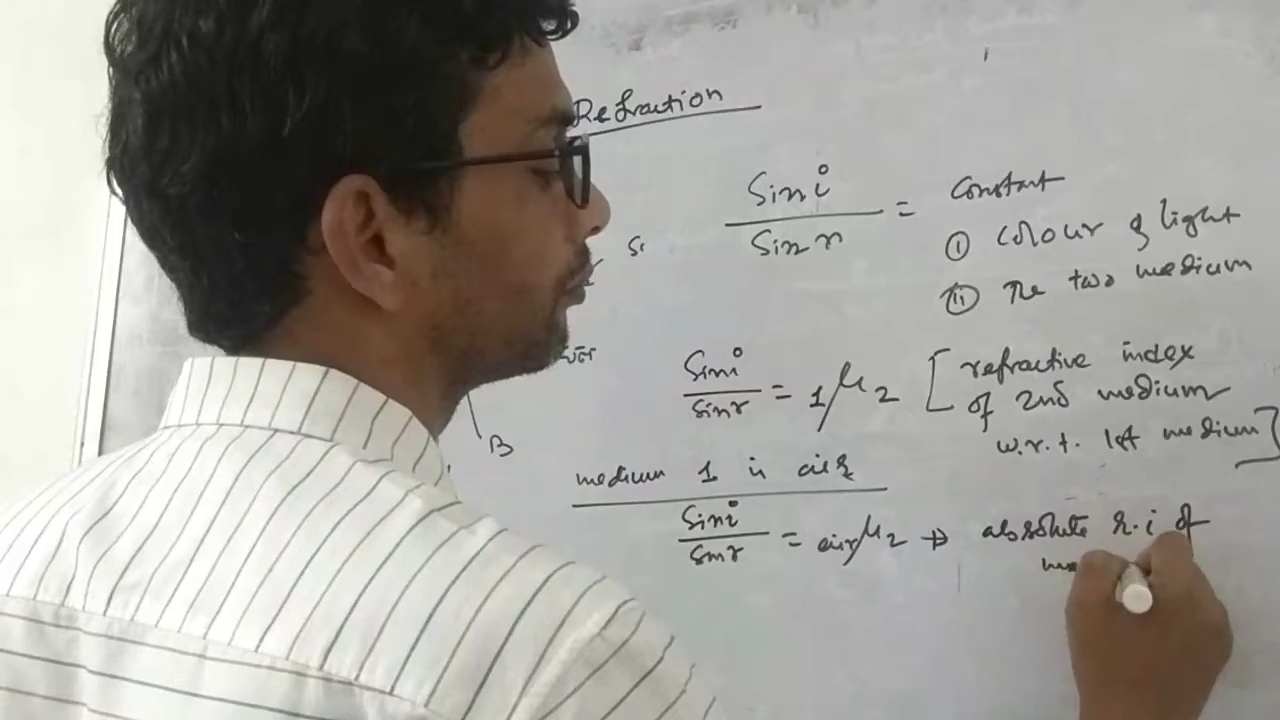 Refraction
Sin i
Sin r
= Constant
(i) Colour of light
(ii) The two medium
Sin i
Sin r
= 1μ2
[refractive index
of 2nd medium
w.r.t. 1st medium]
B
medium 1 is air
Sin i
Sin r
= airμ2 → absolute r.i of